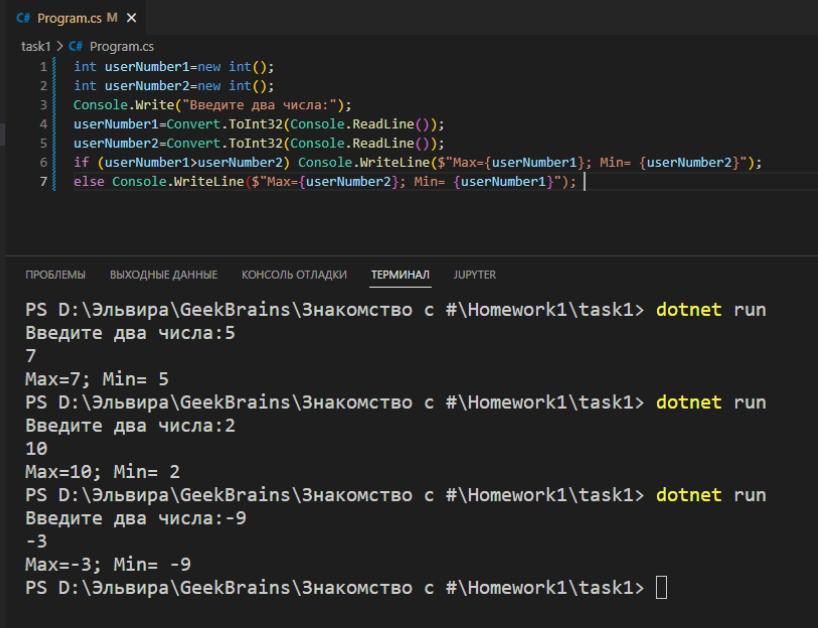 C# Program.cs M ×
task1 > C# Program.cs
1 int userNumber1=new int();
2 int userNumber2=new int();
3 Console.Write("Введите два числа:");
4 userNumber1=Convert.ToInt32(Console.ReadLine());
5 userNumber2=Convert.ToInt32(Console.ReadLine());
6 if (userNumber1>userNumber2) Console.WriteLine($"Max={userNumber1}; Min= {userNumber2}");
7 else Console.WriteLine($"Max={userNumber2}; Min= {userNumber1}");
ПРОБЛЕМЫ ВЫХОДНЫЕ ДАННЫЕ КОНСОЛЬ ОТЛАДКИ ТЕРМИНАЛ JUPYTER
PS D:\Эльвира\GeekBrains\Знакомство с #\Homework1\task1> dotnet run
Введите два числа:5
7
Max=7; Min= 5
PS D:\Эльвира\GeekBrains\Знакомство с #\Homework1\task1> dotnet run
Введите два числа:2
10
Max=10; Min= 2
PS D:\Эльвира\GeekBrains\Знакомство с #\Homework1\task1> dotnet run
Введите два числа:-9
-3
Max=-3; Min= -9
PS D:\Эльвира\GeekBrains\Знакомство с #\Homework1\task1>